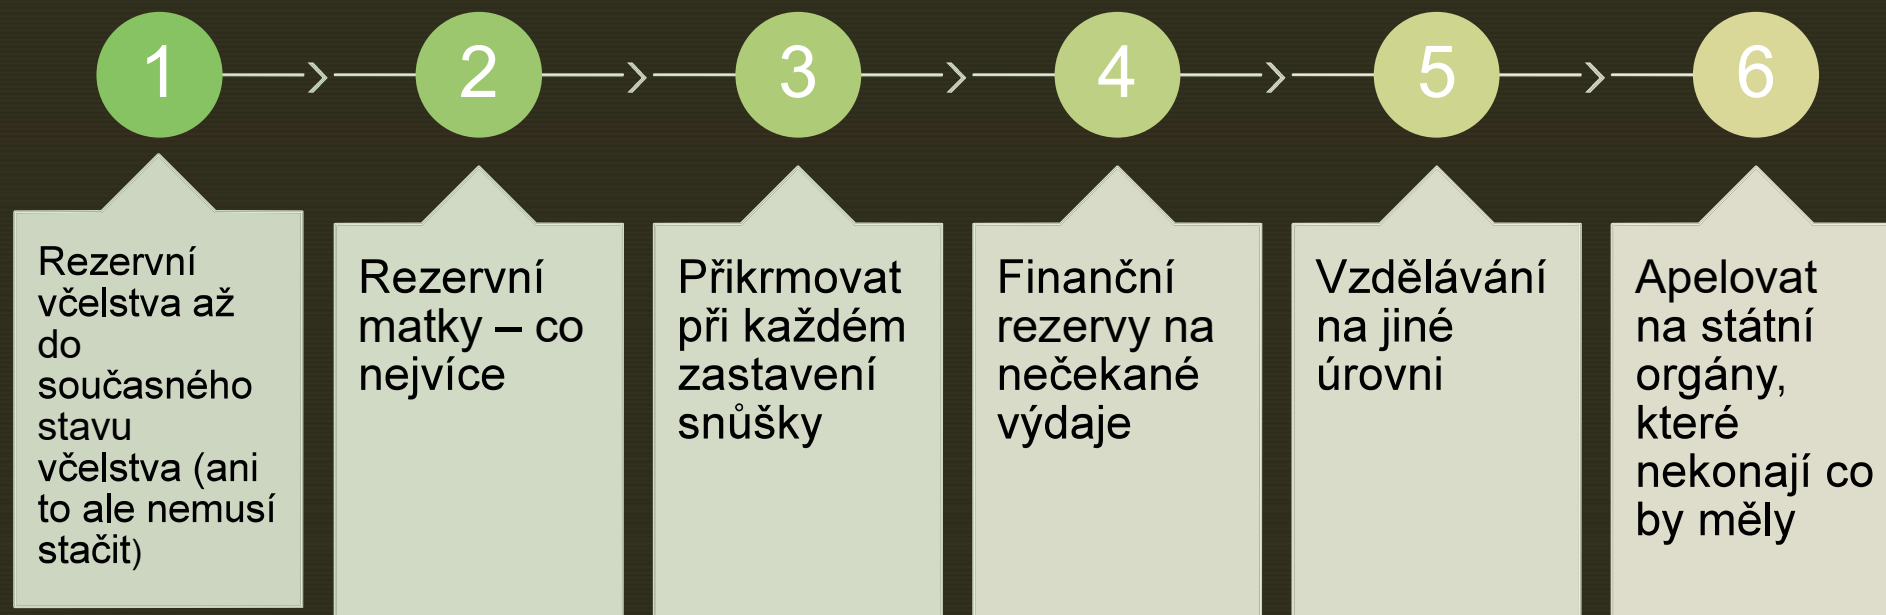 1
2
3
4
5
6
Rezervní
včelstva až
do
současného
stavu
včelstva (ani
to ale nemusí
stačit)
Rezervní
matky – co
nejvíce
Přikrmovat
při každém
zastavení
snůšky
Finanční
rezervy na
nečekané
výdaje
Vzdělávání
na jiné
úrovni
Apelovat
na státní
orgány,
které
nekonají co
by měly